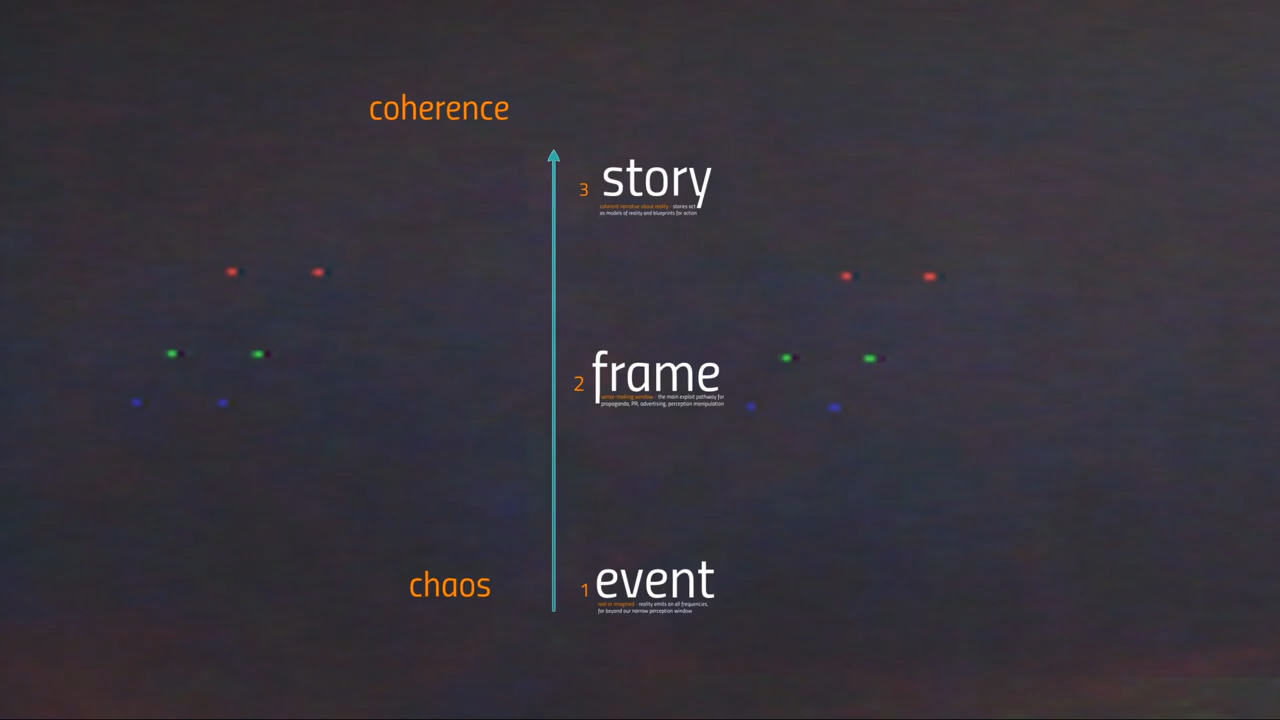 coherence
3 story
coherent narrative about reality - stories act
as models of reality and blueprints for action
2 frame
sense-making window - the main exploit pathway for
propaganda, PR, advertising, perception manipulation
chaos
1 event
real or imagined - reality emits on all frequencies,
far beyond our narrow perception window